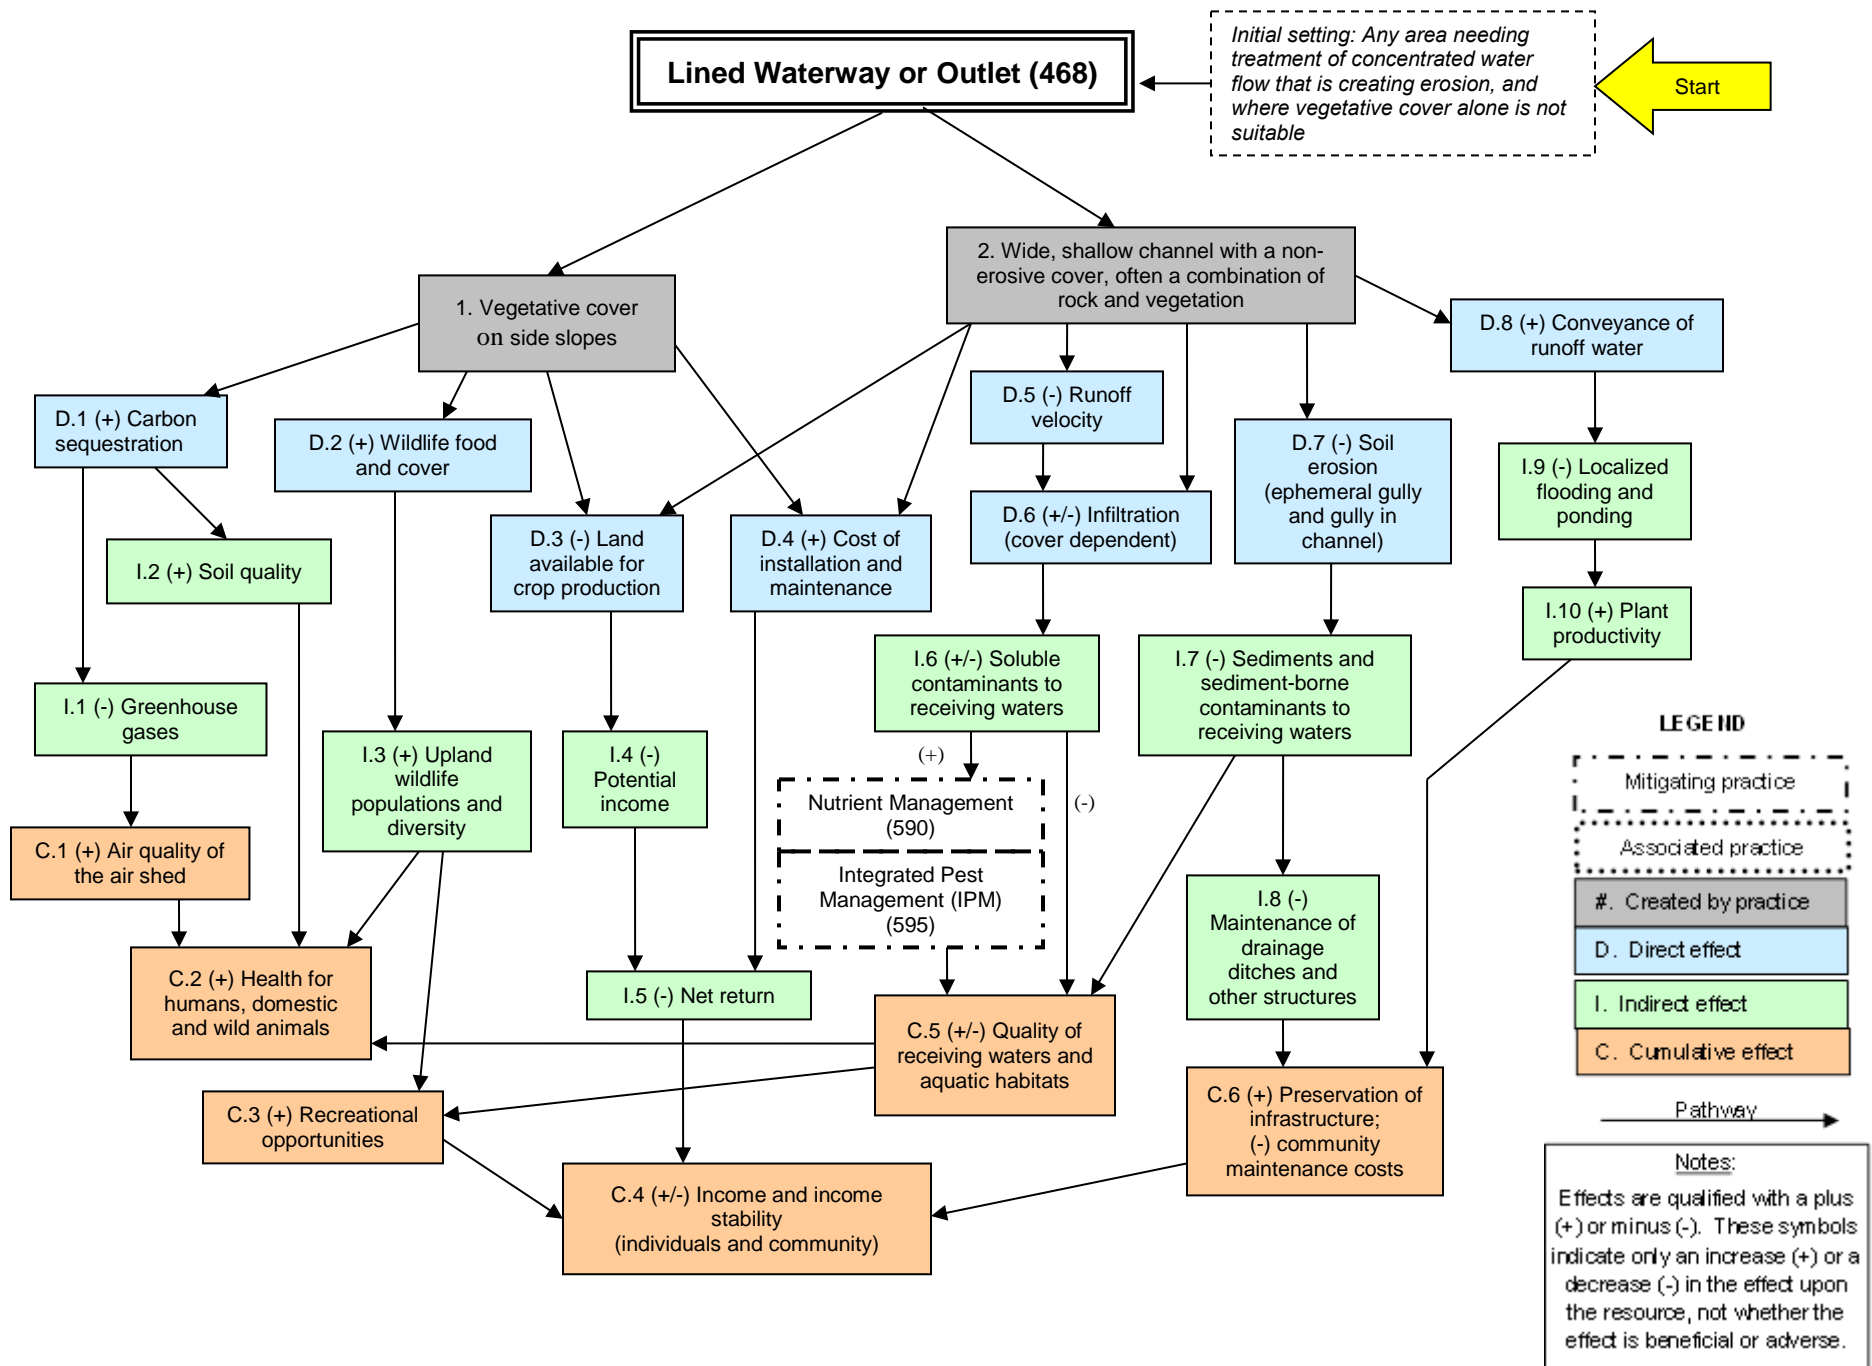 Lined Waterway or Outlet (468)
Initial setting: Any area needing
treatment of concentrated water
flow that is creating erosion, and
where vegetative cover alone is not
suitable
Start
1. Vegetative cover
on side slopes
2. Wide, shallow channel with a non-
erosive cover, often a combination of
rock and vegetation
D.8 (+) Conveyance of
runoff water
D.1 (+) Carbon
sequestration
D.2 (+) Wildlife food
and cover
D.3 (-) Land
available for
crop production
D.4 (+) Cost of
installation and
maintenance
D.5 (-) Runoff
velocity
D.6 (+/-) Infiltration
(cover dependent)
D.7 (-) Soil
erosion
(ephemeral gully
and gully in
channel)
I.9 (-) Localized
flooding and
ponding
I.2 (+) Soil quality
I.10 (+) Plant
productivity
I.1 (-) Greenhouse
gases
I.3 (+) Upland
wildlife
populations and
diversity
I.4 (-)
Potential
income
I.6 (+/-) Soluble
contaminants to
receiving waters
I.7 (-) Sediments and
sediment-borne
contaminants to
receiving waters
(+)
(-)
Nutrient Management
(590)
Integrated Pest
Management (IPM)
(595)
C.1 (+) Air quality of
the air shed
I.8 (-)
Maintenance of
drainage
ditches and
other structures
C.2 (+) Health for
humans, domestic
and wild animals
I.5 (-) Net return
C.5 (+/-) Quality of
receiving waters and
aquatic habitats
C.3 (+) Recreational
opportunities
C.6 (+) Preservation of
infrastructure;
(-) community
maintenance costs
C.4 (+/-) Income and income
stability
(individuals and community)
LEGEND
Mitigating practice
Associated practice
#. Created by practice
D. Direct effect
I. Indirect effect
C. Cumulative effect
Pathway
Notes:
Effects are qualified with a plus
(+) or minus (-). These symbols
indicate only an increase (+) or a
decrease (-) in the effect upon
the resource, not whether the
effect is beneficial or adverse.